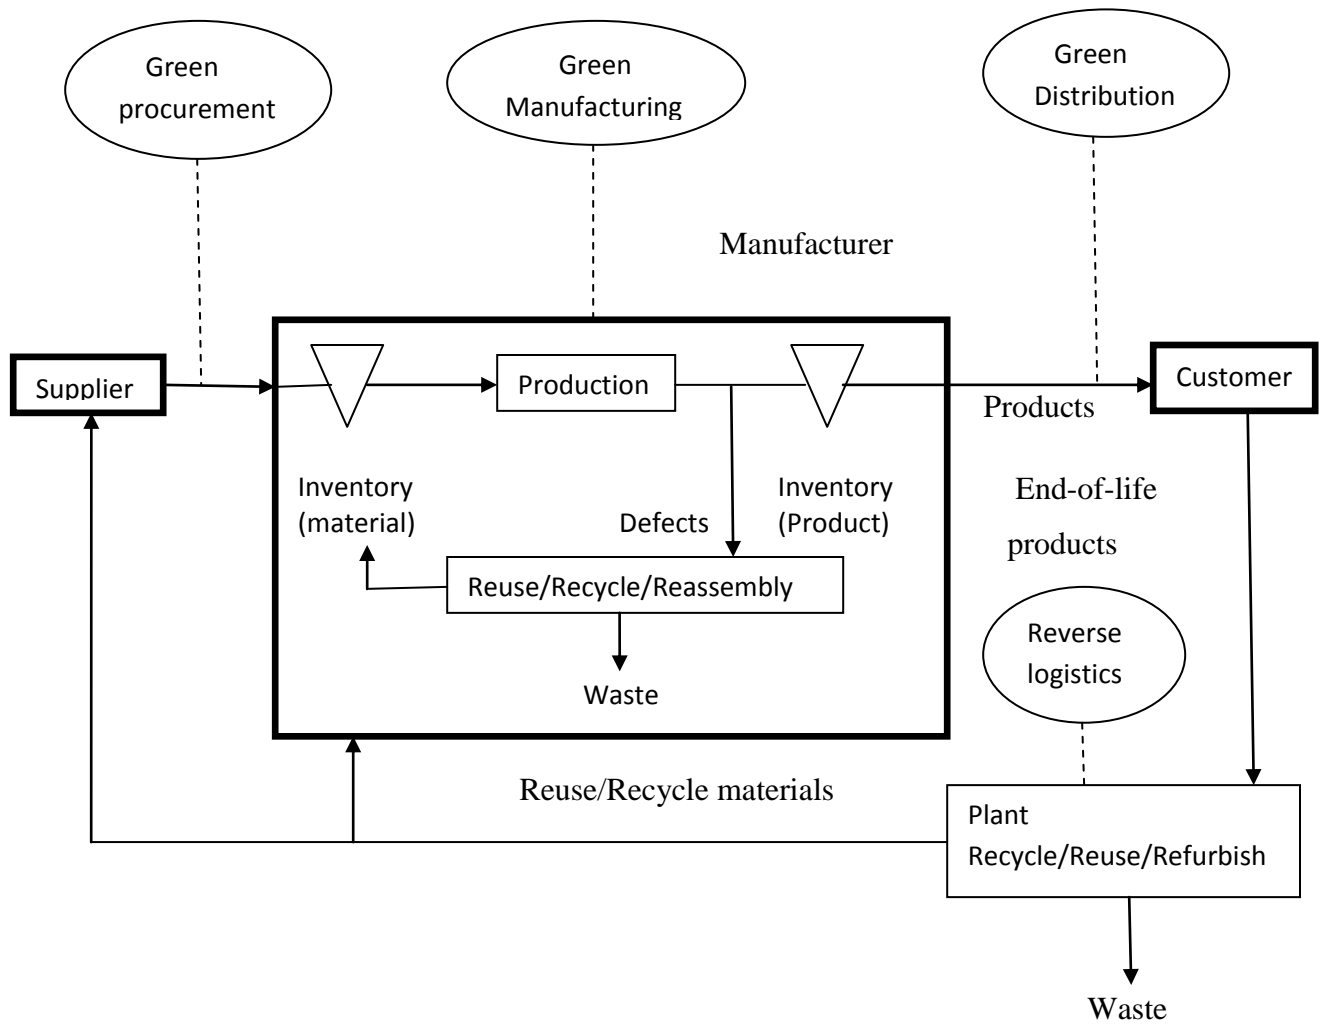 Green
procurement
Green
Manufacturing
Green
Distribution
Manufacturer
Supplier
Production
Customer
Products
Inventory
(material)
Defects
Inventory
(Product)
End-of-life
products
Reuse/Recycle/Reassembly
Waste
Reverse
logistics
Reuse/Recycle materials
Plant
Recycle/Reuse/Refurbish
Waste